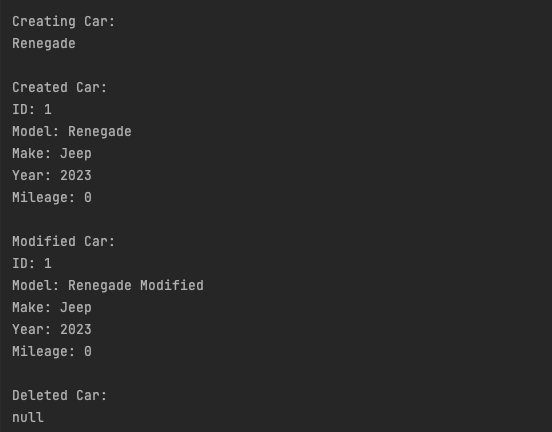 Creating Car:
Renegade
Created Car:
ID: 1
Model: Renegade
Make: Jeep
Year: 2023
Mileage: 0
Modified Car:
ID: 1
Model: Renegade Modified
Make: Jeep
Year: 2023
Mileage: 0
Deleted Car:
null